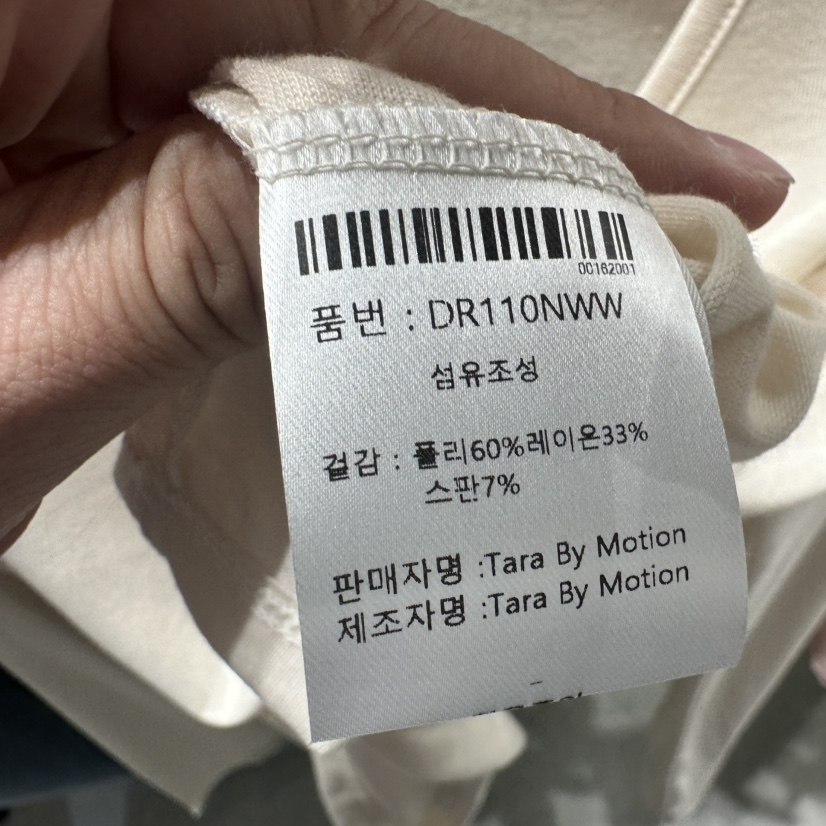 00162001
품번 : DR110NWW
섬유조성
겉감 : 폴리60%레이온33%
스판7%
판매자명 :Tara By Motion
제조자명 :Tara By Motion